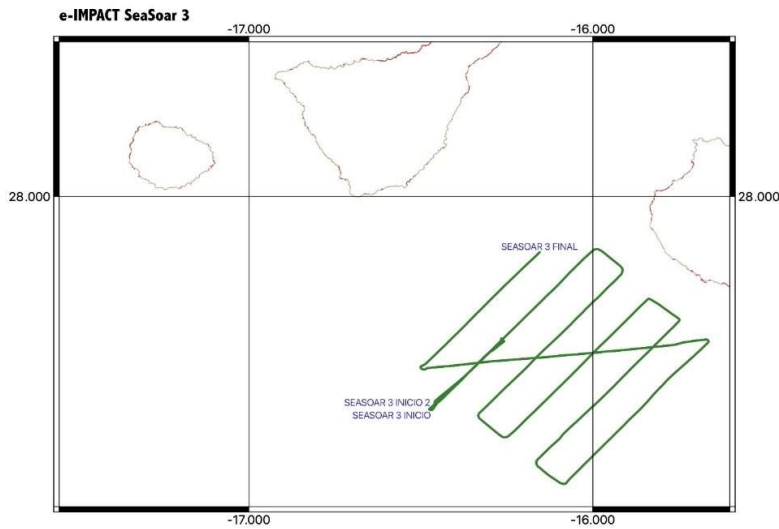 e-IMPACT SeaSoar 3
-17.000
-16.000
28.000
28.000
SEASOAR 3 FINAL
SEASOAR 3 INICIO 2
SEASOAR 3 INICIO
-17.000
-16.000